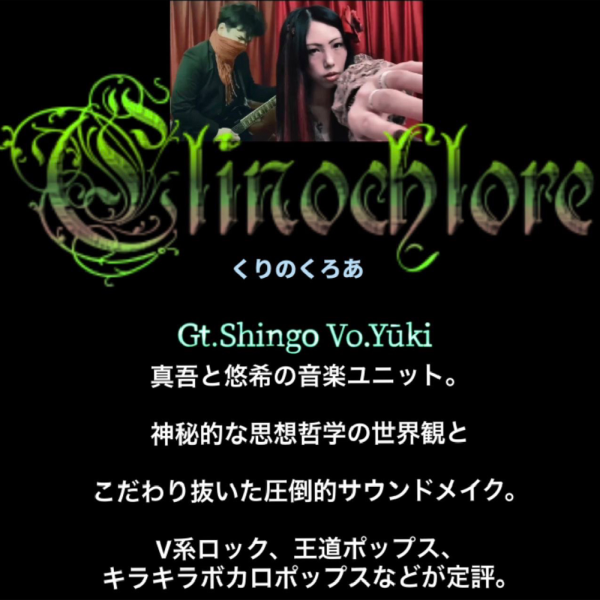 Clinochlore
くりのくろあ
Gt.Shingo Vo.Yūki
真吾と悠希の音楽ユニット。
神秘的な思想哲学の世界観と
こだわり抜いた圧倒的サウンドメイク。
V系ロック、王道ポップス、
キラキラボカロポップスなどが定評。